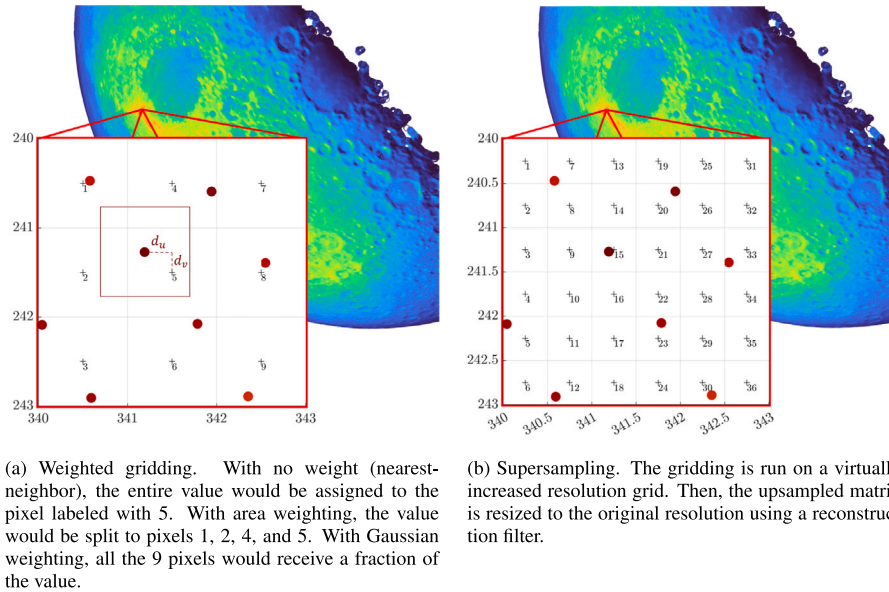 240
1 4 7
241
d_u
d_v
2 5 8
242
3 6 9
243
340 341 342 343
(a) Weighted gridding. With no weight (nearest-
neighbor), the entire value would be assigned to the
pixel labeled with 5. With area weighting, the value
would be split to pixels 1, 2, 4, and 5. With Gaussian
weighting, all the 9 pixels would receive a fraction of
the value.
240
1 7 13 19 25 31
240.5
2 8 14 20 26 32
241
3 9 15 21 27 33
241.5
4 10 16 22 28 34
242
5 11 17 23 29 35
242.5
6 12 18 24 30 36
243
340 340.5 341 341.5 342 342.5 343
(b) Supersampling. The gridding is run on a virtuall
increased resolution grid. Then, the upsampled matri
is resized to the original resolution using a reconstruc
tion filter.